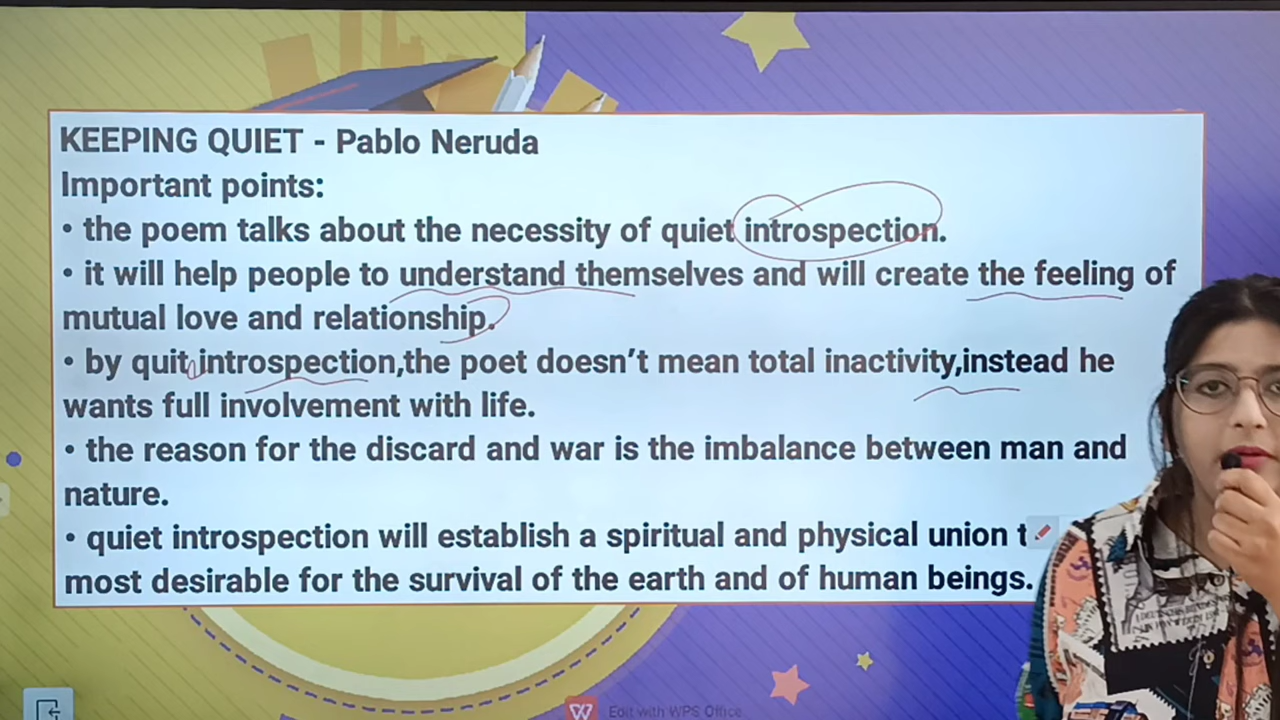 KEEPING QUIET - Pablo Neruda
Important points:
• the poem talks about the necessity of quiet introspection.
• it will help people to understand themselves and will create the feeling of
mutual love and relationship.
• by quit introspection,the poet doesn't mean total inactivity,instead he
wants full involvement with life.
• the reason for the discard and war is the imbalance between man and
nature.
• quiet introspection will establish a spiritual and physical union
most desirable for the survival of the earth and of human beings.
Edit with WPS Office